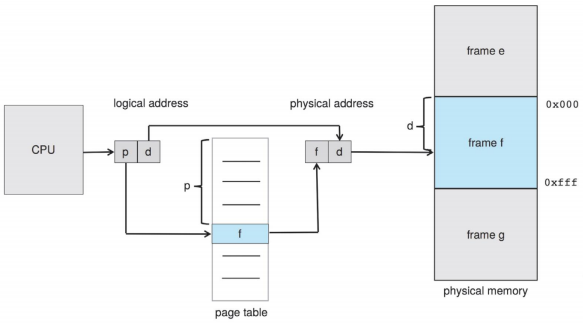 frame e
logical address
physical address
0x000
CPU
p
d
f
d
d
frame f
p
0xfff
f
frame g
physical memory
page table